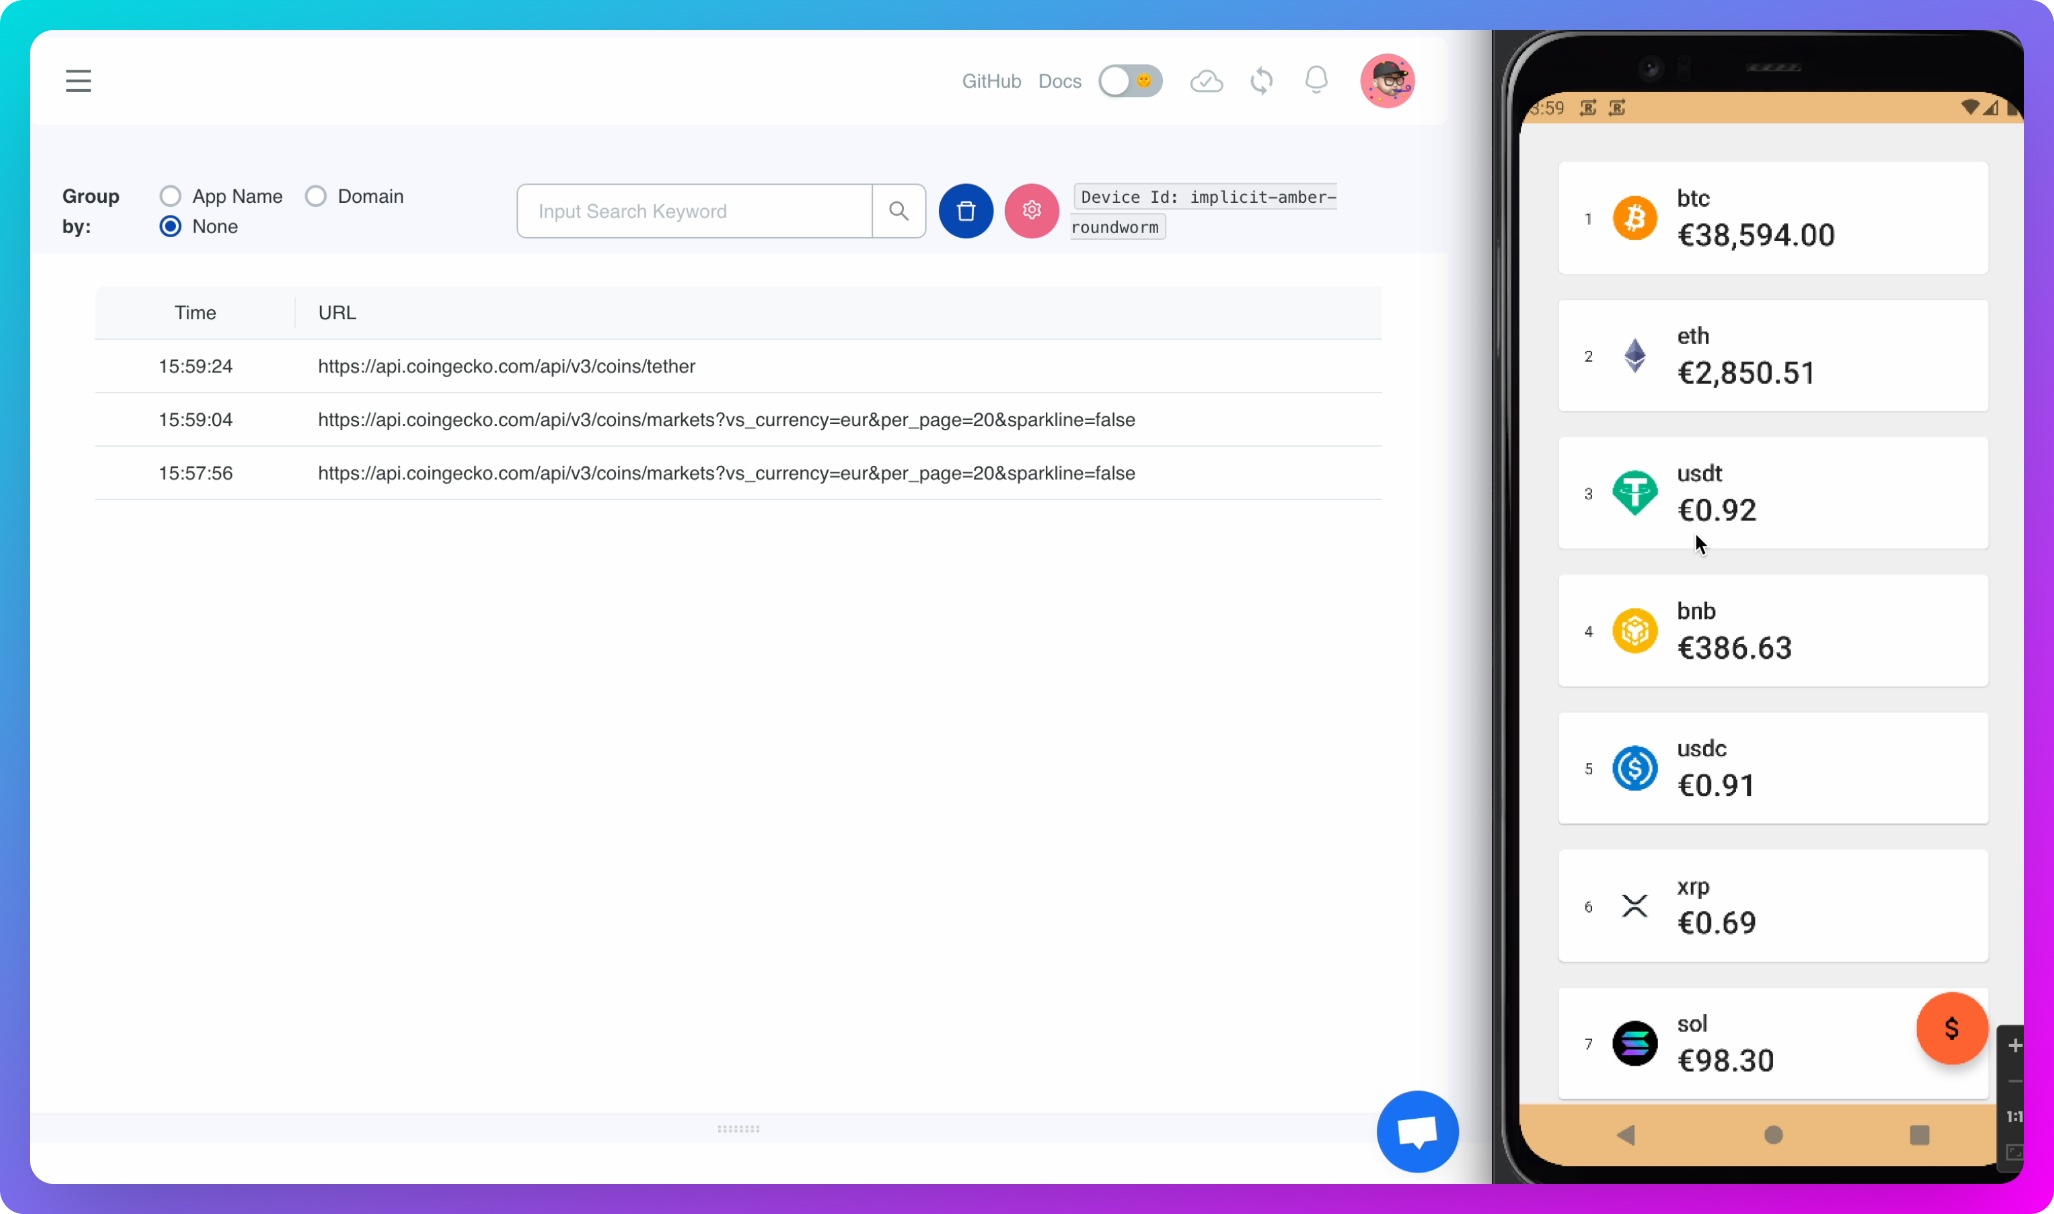 GitHub Docs
Group by:
App Name
Domain
None
Input Search Keyword
Device Id: implicit-amber-
roundworm
Time URL
15:59:24 https://api.coingecko.com/api/v3/coins/tether
15:59:04 https://api.coingecko.com/api/v3/coins/markets?vs_currency=eur&per_page=20&sparkline=false
15:57:56 https://api.coingecko.com/api/v3/coins/markets?vs_currency=eur&per_page=20&sparkline=false
3:59
btc
1
€38,594.00
eth
2
€2,850.51
usdt
3
€0.92
bnb
4
€386.63
usdc
5
€0.91
xrp
6
€0.69
sol
7
€98.30
$
1:1